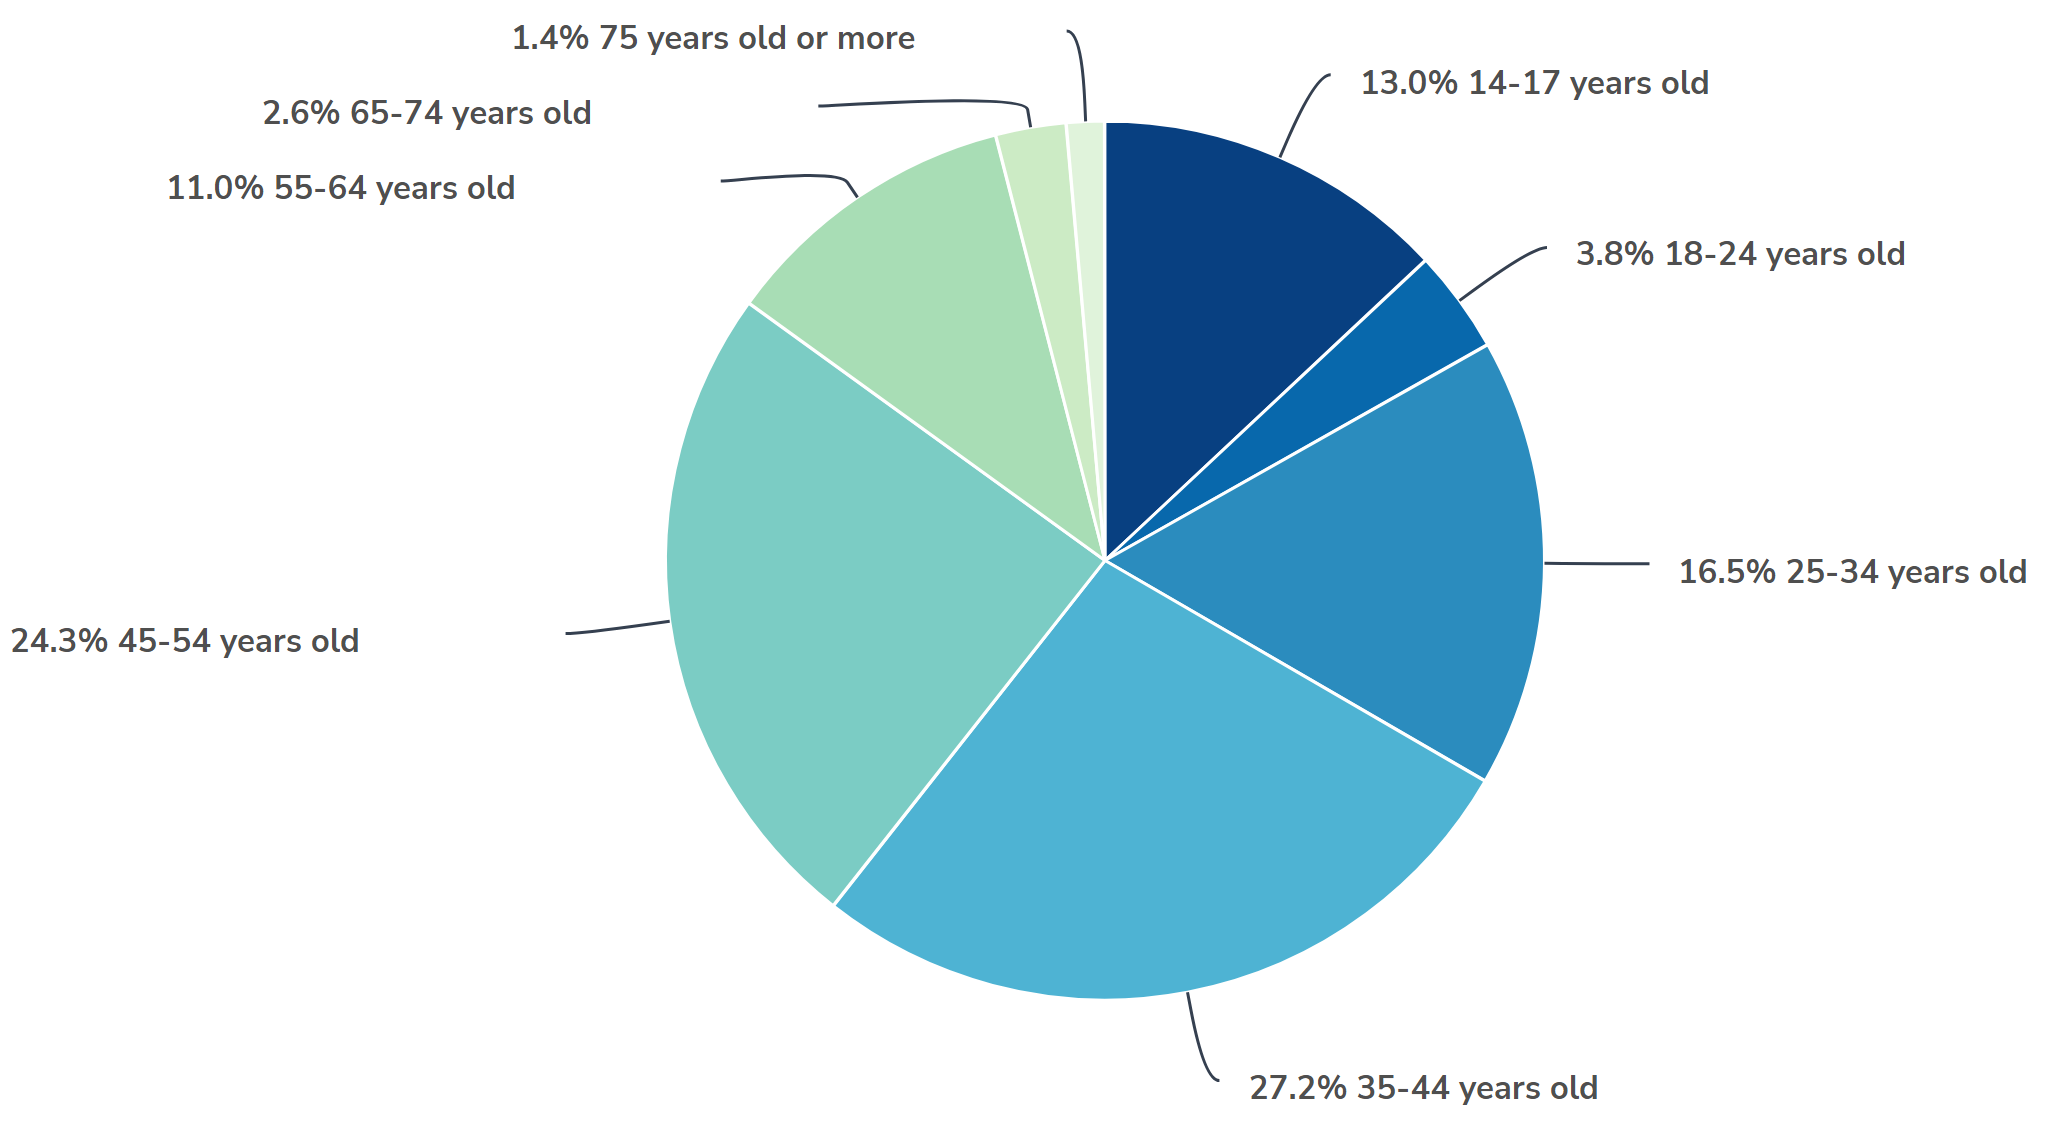 1.4% 75 years old or more
13.0% 14-17 years old
2.6% 65-74 years old
11.0% 55-64 years old
3.8% 18-24 years old
16.5% 25-34 years old
24.3% 45-54 years old
27.2% 35-44 years old